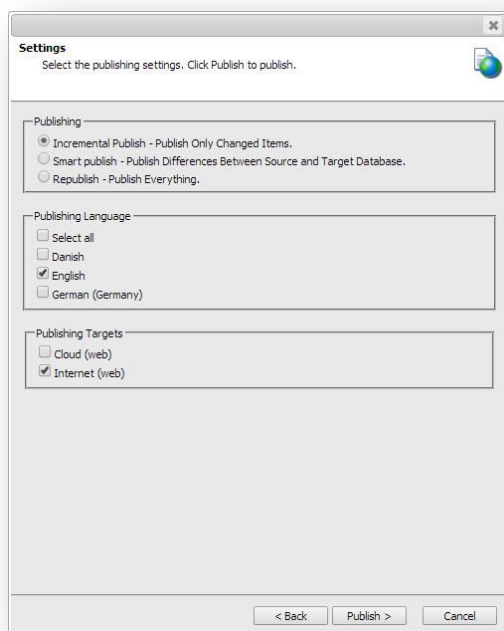 Settings
Select the publishing settings. Click Publish to publish.
Publishing
Incremental Publish - Publish Only Changed Items.
Smart publish - Publish Differences Between Source and Target Database.
Republish - Publish Everything.
Publishing Language
Select all
Danish
English
German (Germany)
Publishing Targets
Cloud (web)
Internet (web)
< Back Publish > Cancel